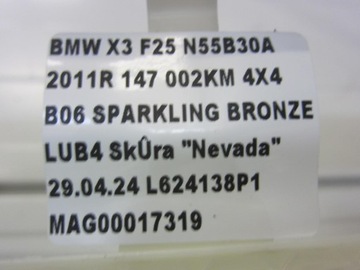 BMW X3 F25 N55B30A
2011R 147 002KM 4X4
B06 SPARKLING BRONZE
LUB4 SkÛra "Nevada"
29.04.24 L624138P1
MAG00017319